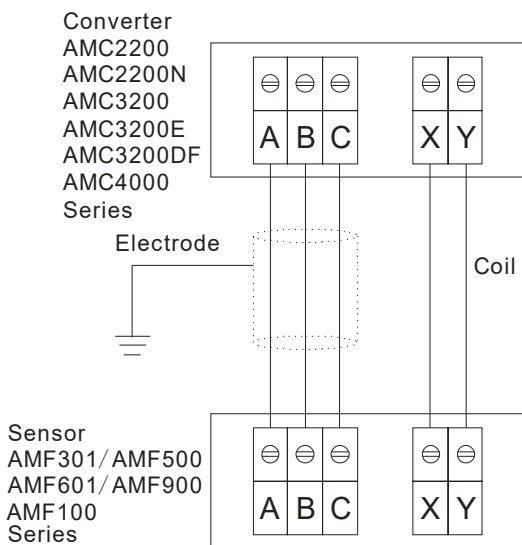 Converter
AMC2200
AMC2200N
AMC3200
AMC3200E
AMC3200DF
AMC4000
Series
A B C X Y
Electrode
Coil
Sensor
AMF301/AMF500
AMF601/AMF900
AMF100
Series
A B C X Y